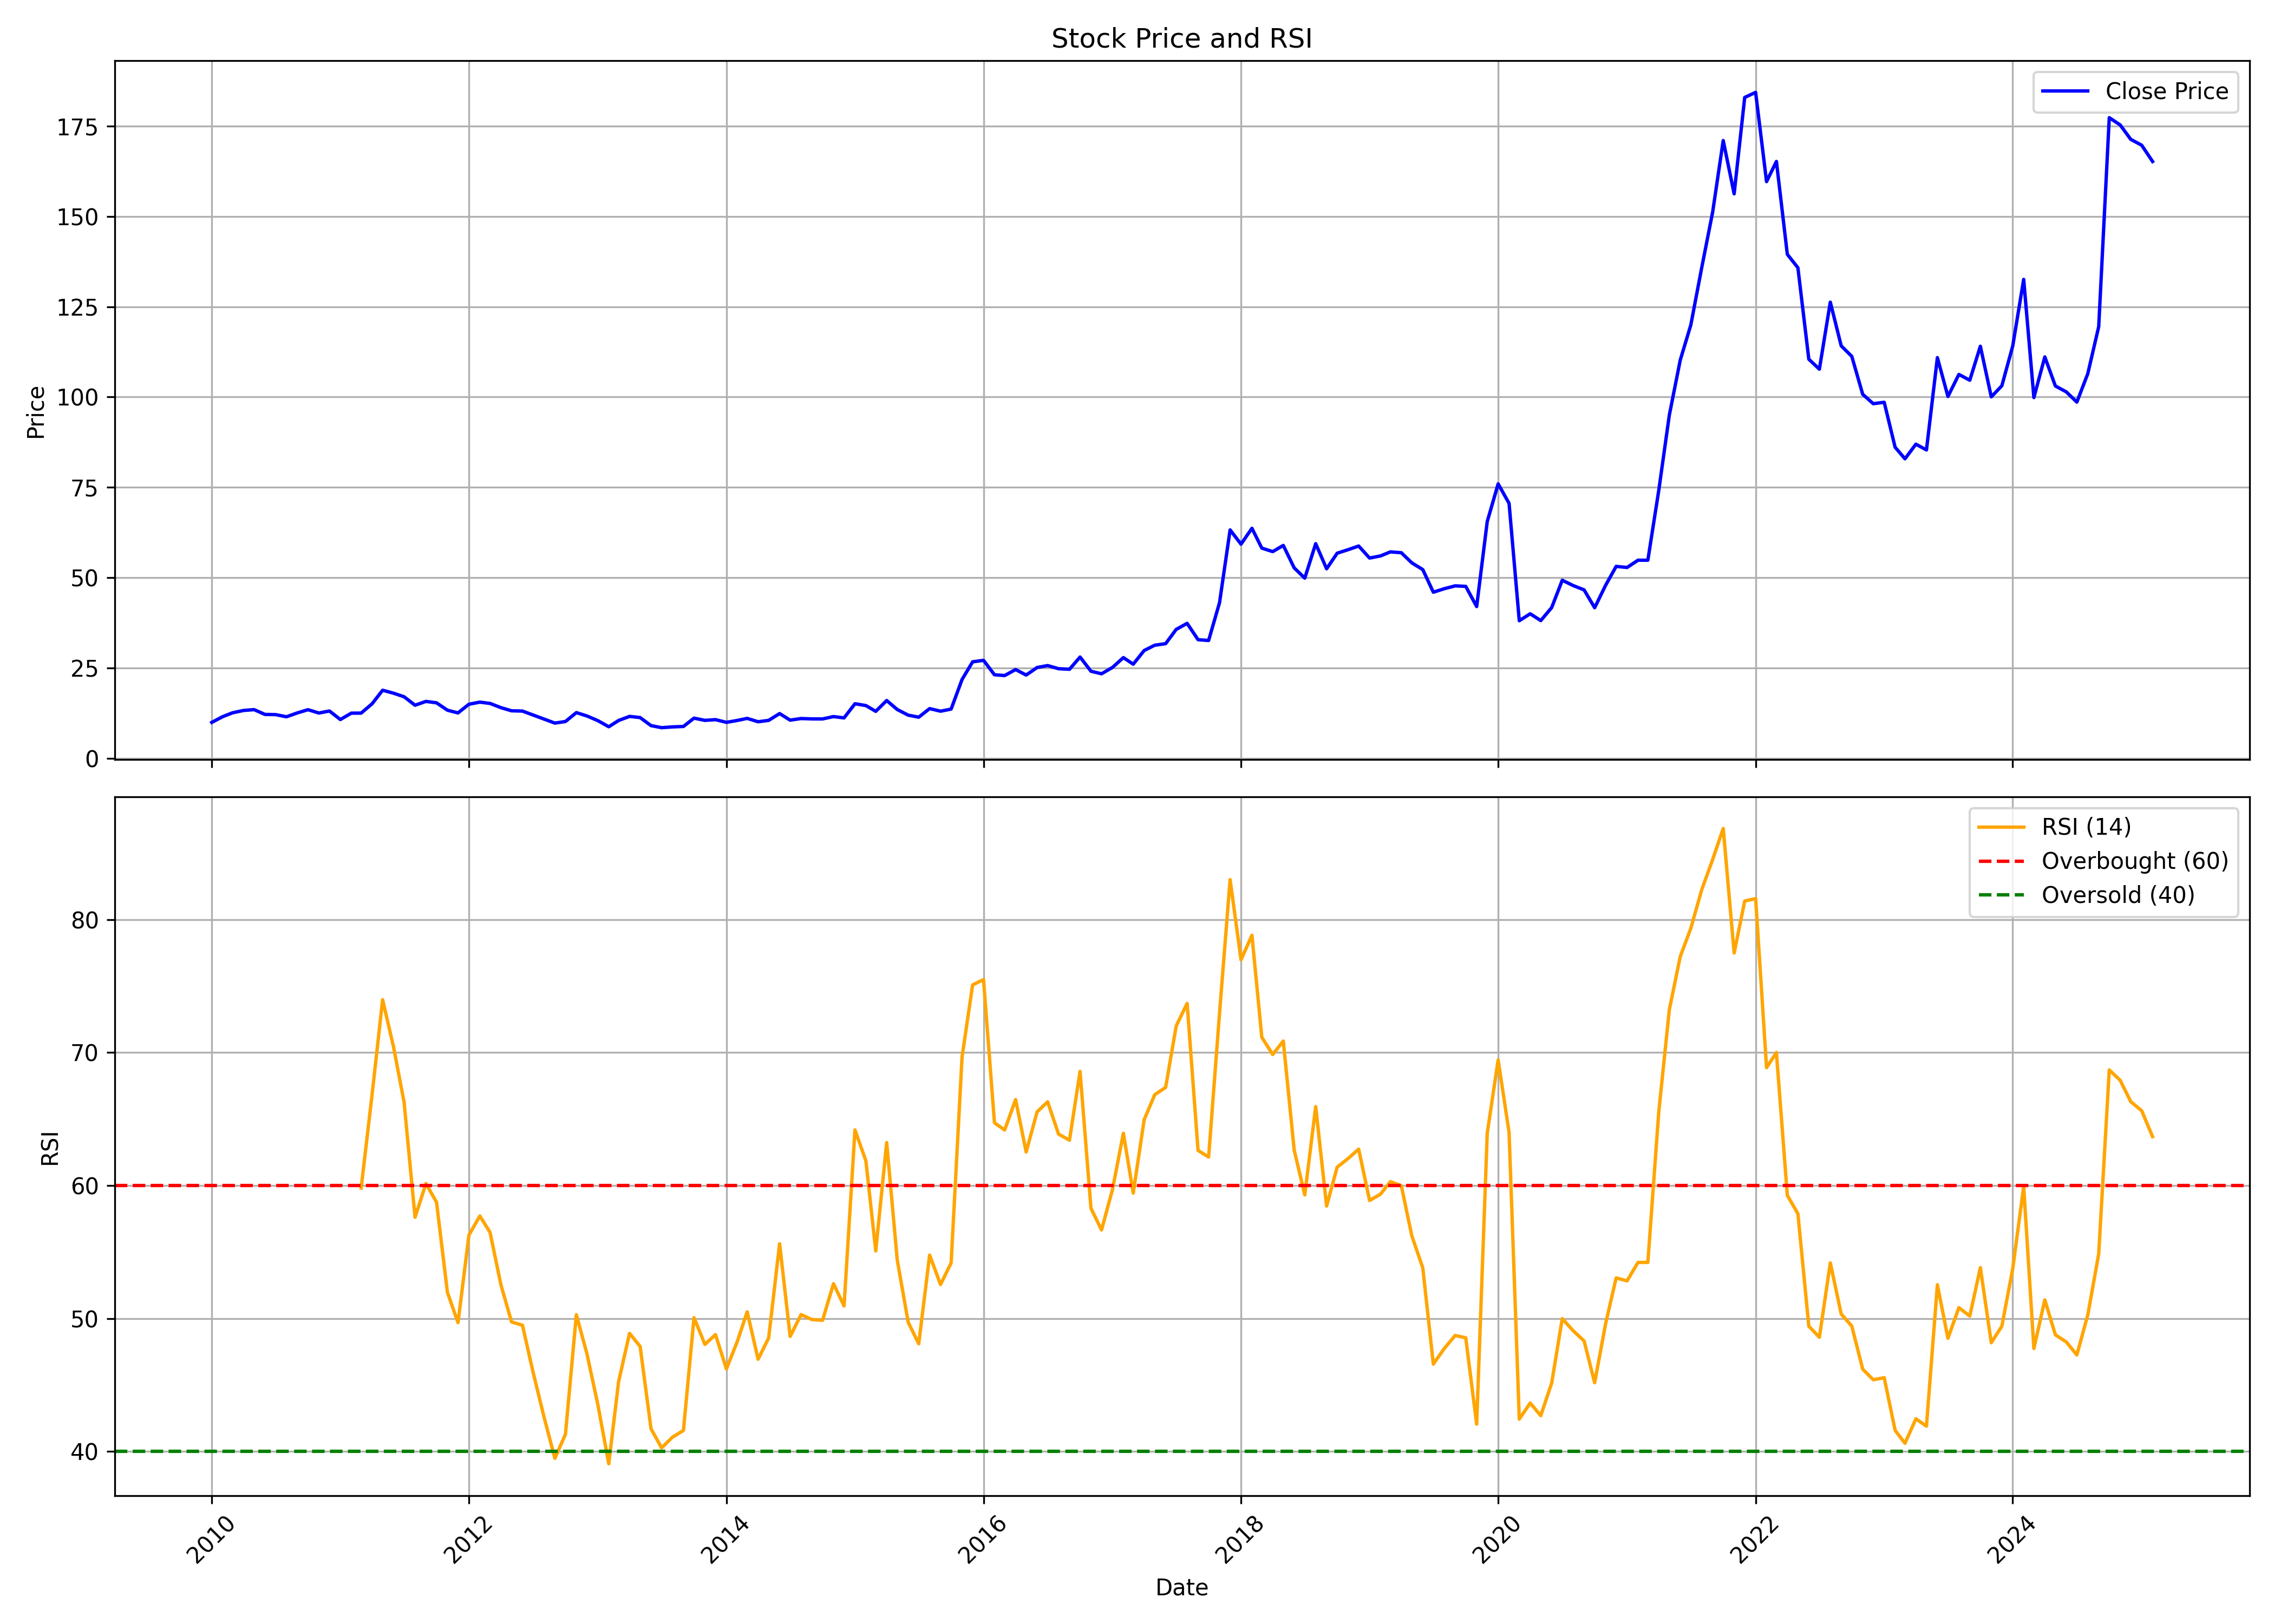 Stock Price and RSI
Close Price
175
150
125
100
75
50
25
0
Price
RSI (14)
Overbought (60)
Oversold (40)
80
70
60
50
40
RSI
2010
2012
2014
2016
2018
2020
2022
2024
Date